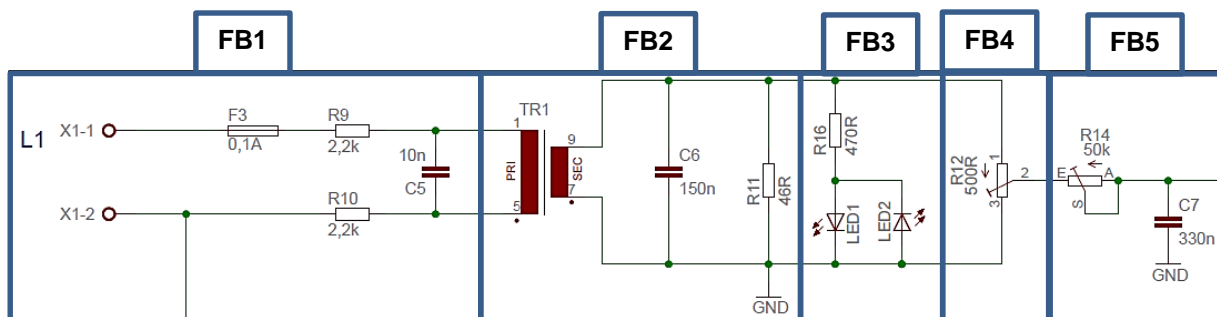 FB1
FB2
FB3
FB4
FB5
L1
X1-1
F3
0,1A
R9
2,2k
10n
C5
X1-2
R10
2,2k
TR1
1
5
PRI
SEC
9
7
C6
150n
R11
46R
GND
R16
470R
LED1
LED2
R12
500R
1
2
3
R14
50k
E
A
S
C7
330n
GND